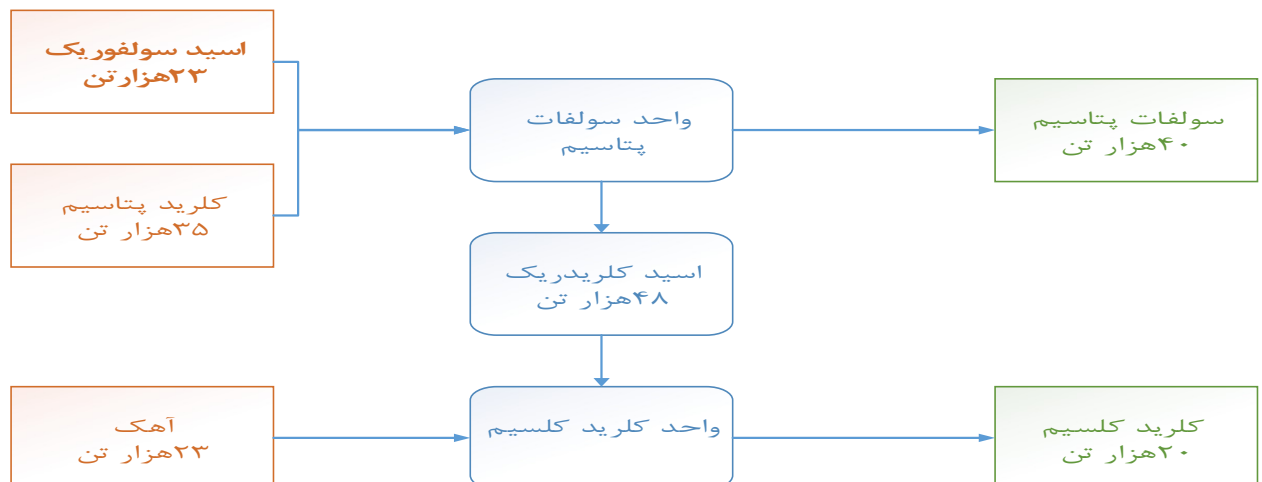 اسید سولفوریک
۲۳هزارتن
واحد سولفات
پتاسیم
سولفات پتاسیم
۴۰هزار تن
کلرید پتاسیم
۳۵هزار تن
اسید کلریدریک
۴۸هزار تن
آهک
۲۳هزار تن
واحد کلرید کلسیم
کلرید کلسیم
۲۰هزار تن